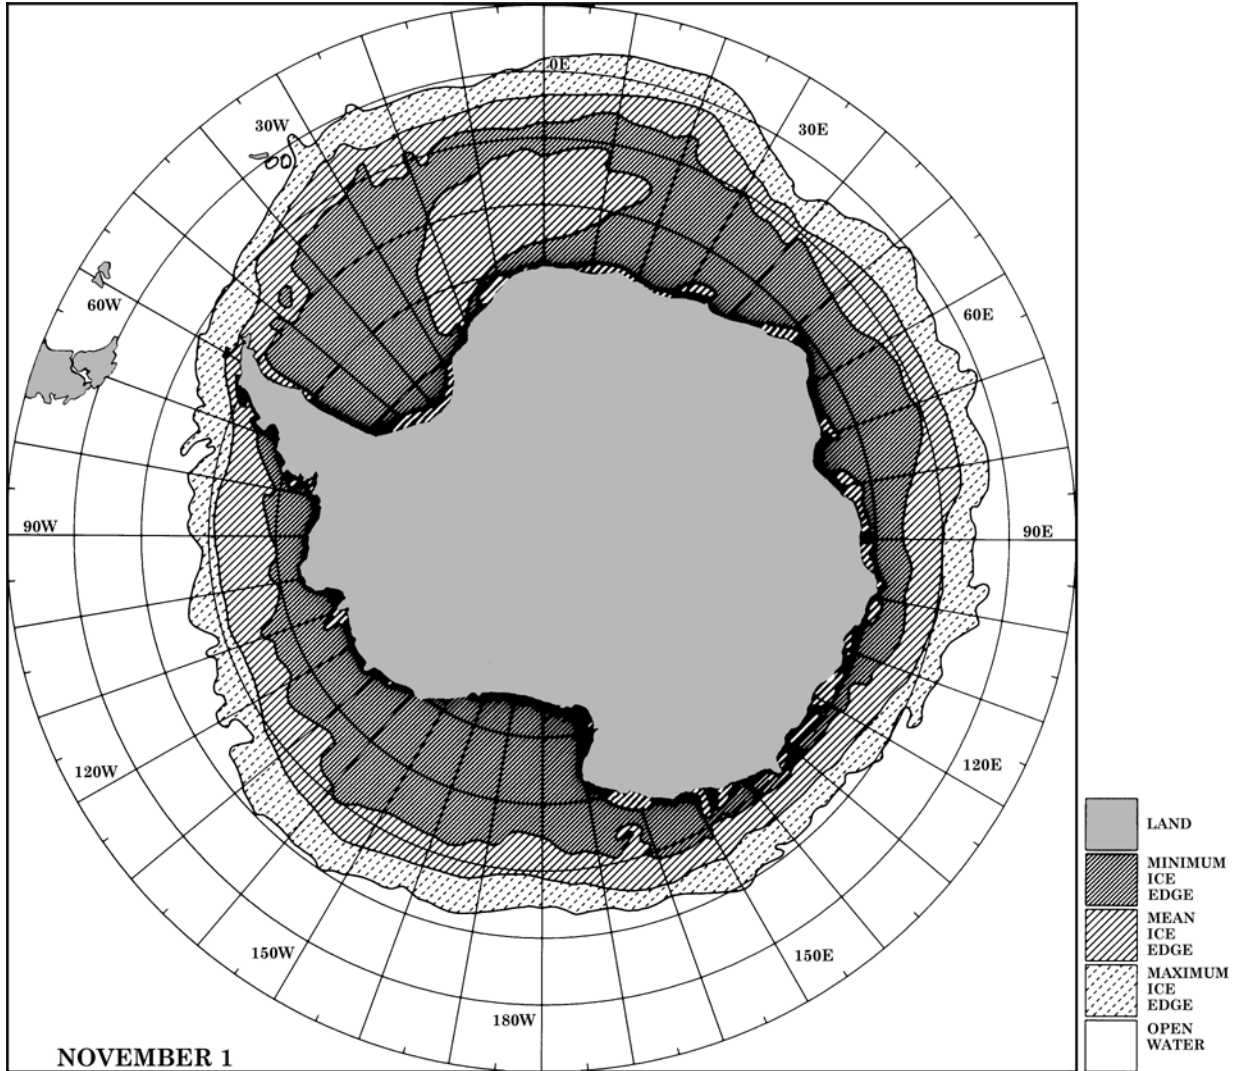 0E
30W
30E
60W
60E
90W
90E
120W
120E
150W
150E
180W
NOVEMBER 1
LAND
MINIMUM
ICE
EDGE
MEAN
ICE
EDGE
MAXIMUM
ICE
EDGE
OPEN
WATER